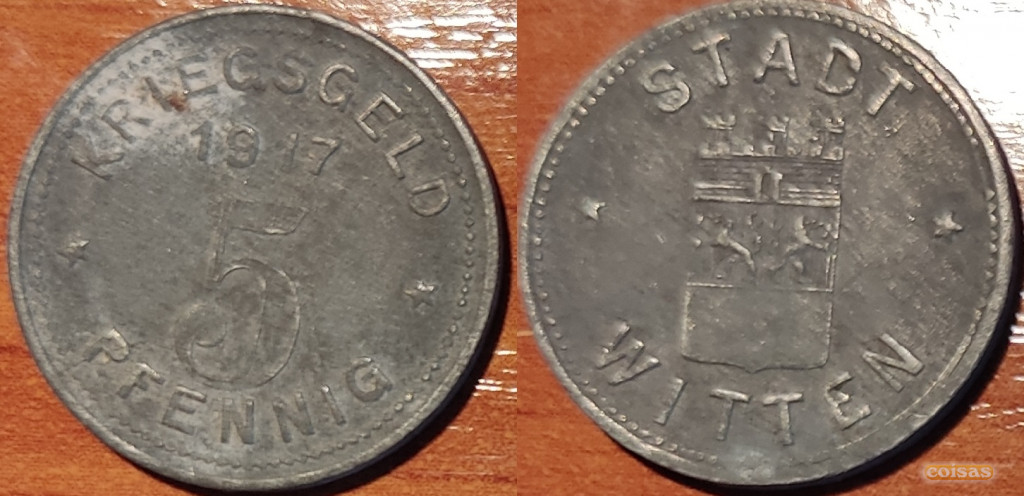 KRIEGSGELD
1917
5
PFENNIG
STADT
WITTEN
coisas